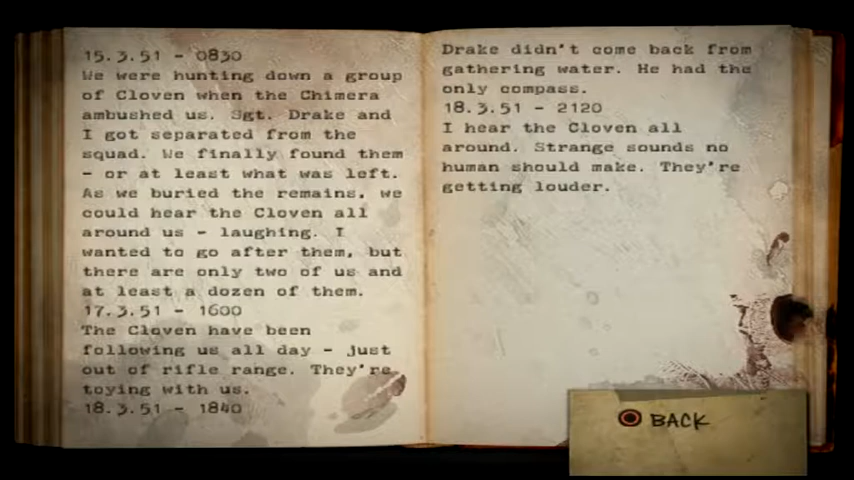 15.3.51 - 0830
We were hunting down a group
of Cloven when the Chimera
ambushed us. Sgt. Drake and
I got separated from the
squad. We finally found them
- or at least what was left.
As we buried the remains, we
could hear the Cloven all
around us - laughing. I
wanted to go after them, but
there are only two of us and
at least a dozen of them.
17.3.51 - 1600
The Cloven have been
following us all day - just
out of rifle range. They're
toying with us.
18.3.51 - 1840
Drake didn't come back from
gathering water. He had the
only compass.
18.3.51 - 2120
I hear the Cloven all
around. Strange sounds no
human should make. They're
getting louder.
BACK